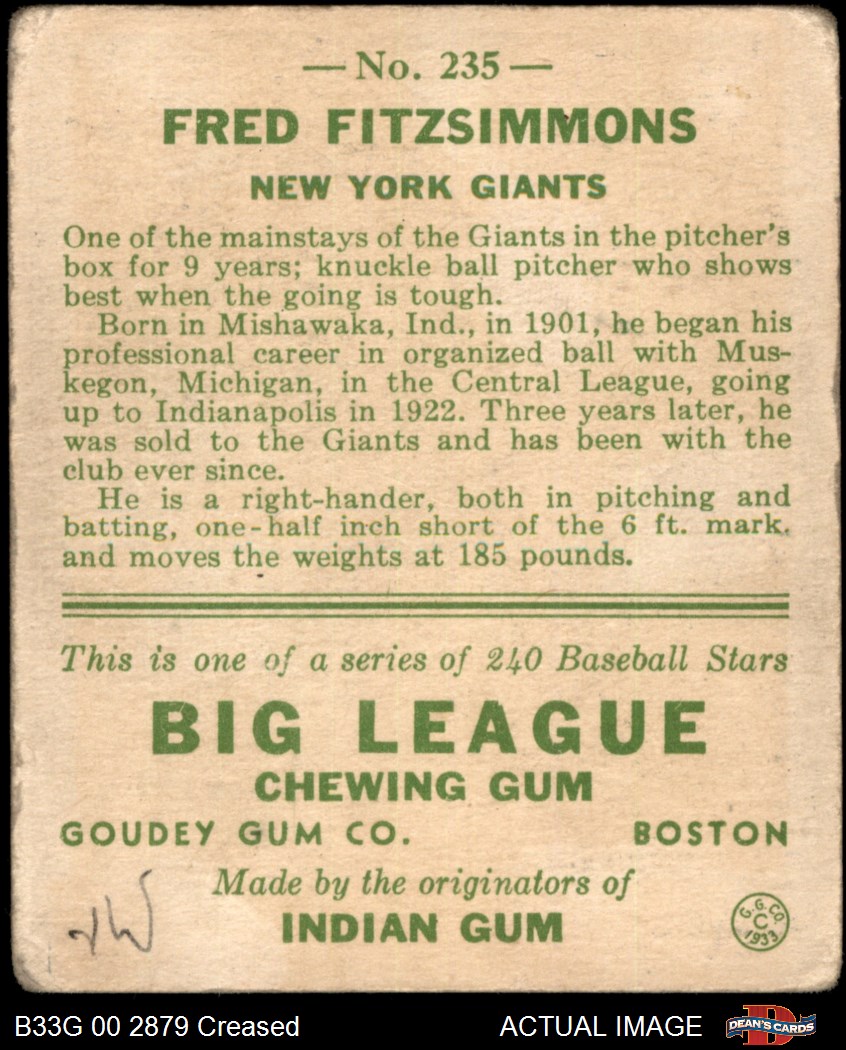 — No. 235 —
FRED FITZSIMMONS
NEW YORK GIANTS
One of the mainstays of the Giants in the pitcher's
box for 9 years; knuckle ball pitcher who shows
best when the going is tough.
Born in Mishawaka, Ind., in 1901, he began his
professional career in organized ball with Mus-
kegon, Michigan, in the Central League, going
up to Indianapolis in 1922. Three years later, he
was sold to the Giants and has been with the
club ever since.
He is a right-hander, both in pitching and
batting, one-half inch short of the 6 ft. mark,
and moves the weights at 185 pounds.
This is one of a series of 240 Baseball Stars
BIG LEAGUE
CHEWING GUM
GOUDEY GUM CO. BOSTON
Made by the originators of
INDIAN GUM
G. G. CO.
C
1933
B33G 00 2879 Creased ACTUAL IMAGE
D
DEAN'S CARDS